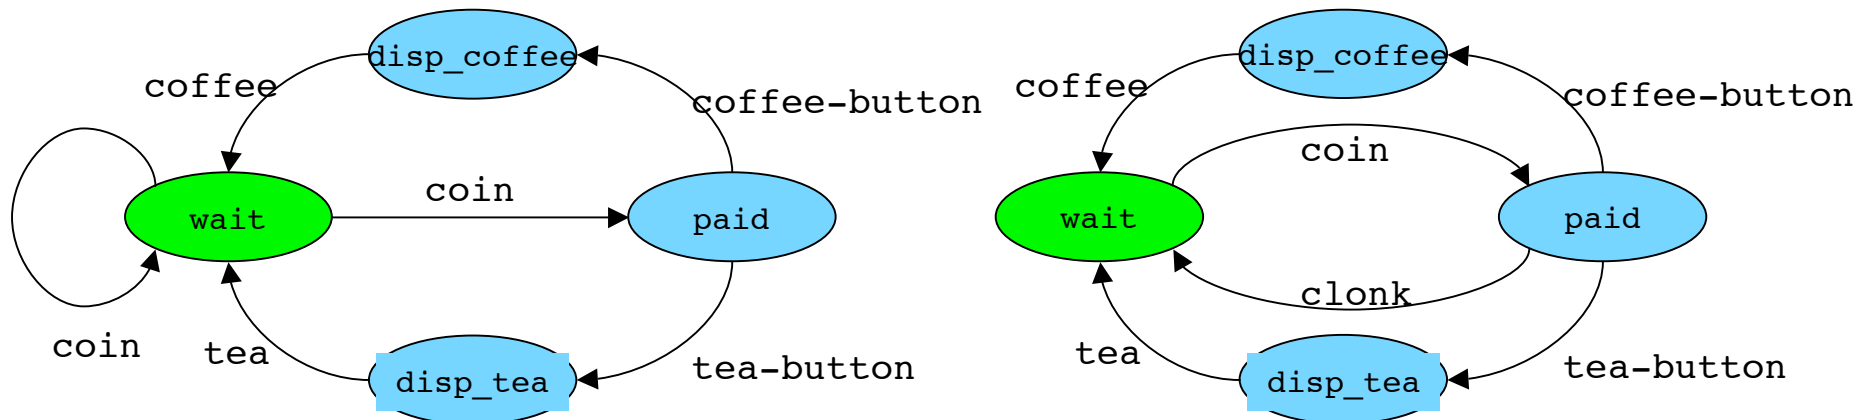 disp_coffee
coffee
coffee-button
coin
wait
paid
coin
tea
disp_tea
tea-button
disp_coffee
coffee
coffee-button
coin
wait
paid
clonk
tea
disp_tea
tea-button